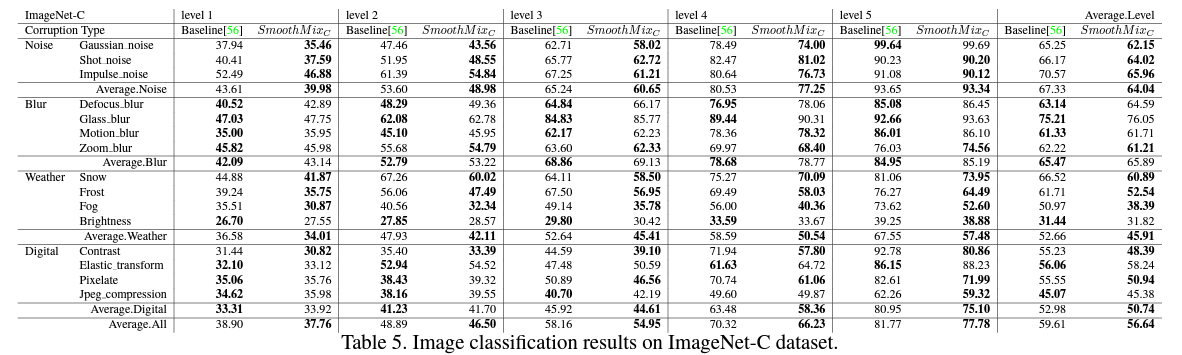 ImageNet-C level 1 level 2 level 3 level 4 level 5 Average.Level
Corruption Type Baseline[56] SmoothMixC Baseline[56] SmoothMixC Baseline[56] SmoothMixC Baseline[56] SmoothMixC Baseline[56] SmoothMixC Baseline[56] SmoothMixC
Noise Gaussian_noise 37.94 35.46 47.46 43.56 62.71 58.02 78.49 74.00 99.64 99.69 65.25 62.15
Shot_noise 40.41 37.59 51.95 48.55 65.77 62.72 82.47 81.02 90.23 90.20 66.17 64.02
Impulse_noise 52.49 46.88 61.39 54.84 67.25 61.21 80.64 76.73 91.08 90.12 70.57 65.96
Average.Noise 43.61 39.98 53.60 48.98 65.24 60.65 80.53 77.25 93.65 93.34 67.33 64.04
Blur Defocus_blur 40.52 42.89 48.29 49.36 64.84 66.17 76.95 78.06 85.08 86.45 63.14 64.59
Glass_blur 47.03 47.75 62.08 62.78 84.83 85.77 89.44 90.31 92.66 93.63 75.21 76.05
Motion_blur 35.00 35.95 45.10 45.95 62.17 62.23 78.36 78.32 86.01 86.10 61.33 61.71
Zoom_blur 45.82 45.98 55.68 54.79 63.60 62.33 69.97 68.40 76.03 74.56 62.22 61.21
Average.Blur 42.09 43.14 52.79 53.22 68.86 69.13 78.68 78.77 84.95 85.19 65.47 65.89
Weather Snow 44.88 41.87 67.26 60.02 64.11 58.50 75.27 70.09 81.06 73.95 66.52 60.89
Frost 39.24 35.75 56.06 47.49 67.50 56.95 69.49 58.03 76.27 64.49 61.71 52.54
Fog 35.51 30.87 40.56 32.34 49.14 35.78 56.00 40.36 73.62 52.60 50.97 38.39
Brightness 26.70 27.55 27.85 28.57 29.80 30.42 33.59 33.67 39.25 38.88 31.44 31.82
Average.Weather 36.58 34.01 47.93 42.11 52.64 45.41 58.59 50.54 67.55 57.48 52.66 45.91
Digital Contrast 31.44 30.82 35.40 33.39 44.59 39.10 71.94 57.80 92.78 80.86 55.23 48.39
Elastic_transform 32.10 33.12 52.94 54.52 47.48 50.59 61.63 64.72 86.15 88.23 56.06 58.24
Pixelate 35.06 35.76 38.43 39.32 50.89 46.56 70.74 61.06 82.61 71.99 55.55 50.94
Jpeg_compression 34.62 35.98 38.16 39.55 40.70 42.19 49.60 49.87 62.26 59.32 45.07 45.38
Average.Digital 33.31 33.92 41.23 41.70 45.92 44.61 63.48 58.36 80.95 75.10 52.98 50.74
Average.All 38.90 37.76 48.89 46.50 58.16 54.95 70.32 66.23 81.77 77.78 59.61 56.64
Table 5. Image classification results on ImageNet-C dataset.